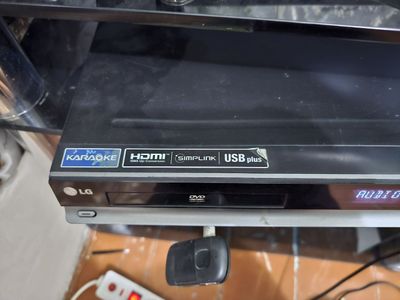 KARAOKE HDMI SIMPLINK USB plus
LG DVD AUDIO